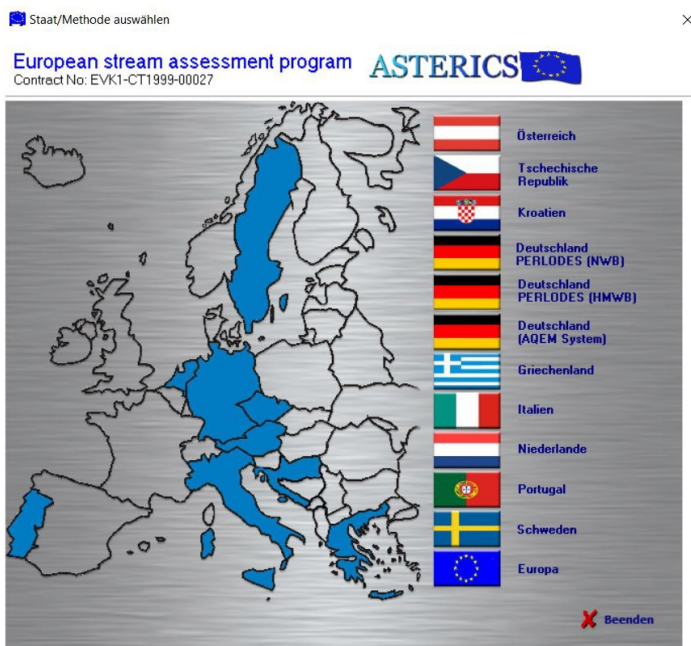 Staat/Methode auswählen
European stream assessment program
Contract No: EVK1-CT1999-00027
ASTERICS
Österreich
Tschechische
Republik
Kroatien
Deutschland
PERLODES (NWB)
Deutschland
PERLODES (HMWB)
Deutschland
(AQEM System)
Griechenland
Italien
Niederlande
Portugal
Schweden
Europa
Beenden